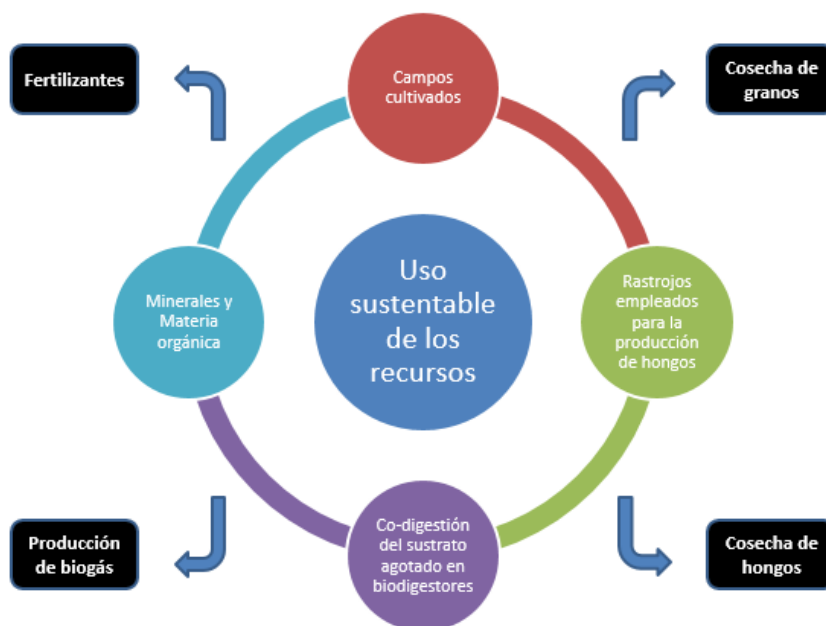 Fertilizantes
Campos
cultivados
Cosecha de
granos
Minerales y
Materia
orgánica
Uso
sustentable
de los
recursos
Rastrojos
empleados
para la
producción
de hongos
Producción
de biogás
Co-digestión
del sustrato
agotado en
biodigestores
Cosecha de
hongos